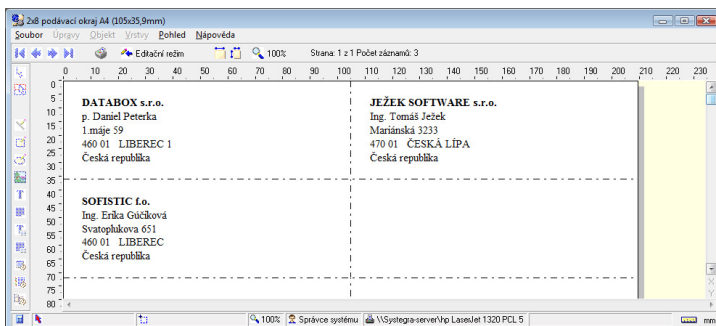 2x8 podávací okraj A4 (105x35,9mm)
Soubor Úpravy Objekt Vrstvy Pohled Nápověda
Editační režim 100% Strana: 1 z 1 Počet záznamů: 3
0 10 20 30 40 50 60 70 80 90 100 110 120 130 140 150 160 170 180 190 200 210 220 230
0
5
10
15
20
25
30
35
40
45
50
55
60
65
70
75
80
DATABOX s.r.o.
p. Daniel Peterka
1.máje 59
460 01 LIBEREC 1
Česká republika
JEŽEK SOFTWARE s.r.o.
Ing. Tomáš Ježek
Mariánská 3233
470 01 ČESKÁ LÍPA
Česká republika
SOFISTIC f.o.
Ing. Erika Gúčiková
Svatoplukova 651
460 01 LIBEREC
Česká republika
X
Y
100% Správce systému \\Systegra-server\hp LaserJet 1320 PCL 5 mm